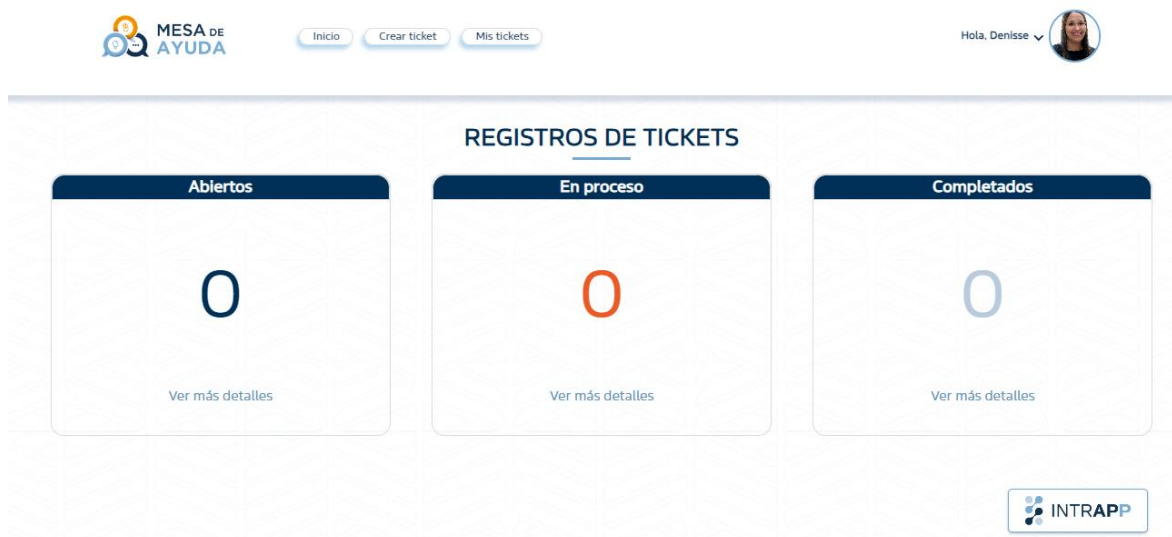 MESA DE
AYUDA
Inicio
Crear ticket
Mis tickets
Hola, Denisse
REGISTROS DE TICKETS
Abiertos
En proceso
Completados
0
0
0
Ver más detalles
Ver más detalles
Ver más detalles
INTRAPP